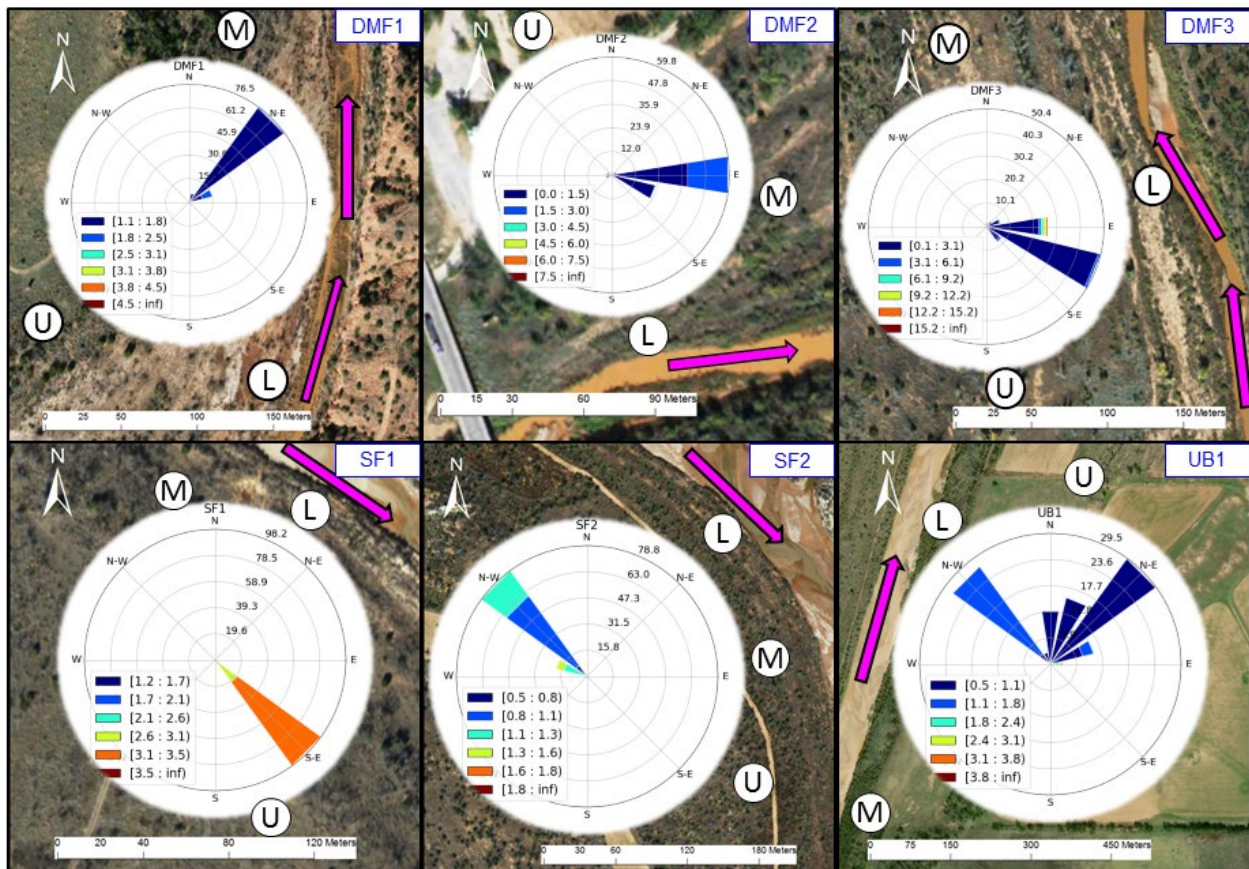 M
DMF1
N
DMF1
N
76.5
61.2
45.9
30.6
15
N-W
N-E
W
E
S-E
S
[1.1 : 1.8)
[1.8 : 2.5)
[2.5 : 3.1)
[3.1 : 3.8)
[3.8 : 4.5)
[4.5 : inf)
U
L
0 25 50 100 150 Meters
U
DMF2
N
DMF2
N
59.8
47.8
35.9
23.9
12.0
N-W
N-E
W
E
S-E
S
[0.0 : 1.5)
[1.5 : 3.0)
[3.0 : 4.5)
[4.5 : 6.0)
[6.0 : 7.5)
[7.5 : inf)
M
L
0 15 30 60 90 Meters
M
DMF3
N
DMF3
N
50.4
40.3
30.2
20.2
10.1
N-W
N-E
W
E
S-E
S
[0.1 : 3.1)
[3.1 : 6.1)
[6.1 : 9.2)
[9.2 : 12.2)
[12.2 : 15.2)
[15.2 : inf)
L
U
0 25 50 100 150 Meters
SF1
N
M
L
SF1
N
98.2
78.5
58.9
39.3
19.6
N-W
N-E
W
E
S-E
S
[1.2 : 1.7)
[1.7 : 2.1)
[2.1 : 2.6)
[2.6 : 3.1)
[3.1 : 3.5)
[3.5 : inf)
U
0 20 40 80 120 Meters
SF2
N
L
SF2
N
78.8
63.0
47.3
31.5
15.8
N-W
N-E
W
E
S-E
S
[0.5 : 0.8)
[0.8 : 1.1)
[1.1 : 1.3)
[1.3 : 1.6)
[1.6 : 1.8)
[1.8 : inf)
M
U
0 30 60 120 180 Meters
UB1
N
U
L
UB1
N
29.5
23.6
17.7
N-W
N-E
W
E
S-E
S
[0.5 : 1.1)
[1.1 : 1.8)
[1.8 : 2.4)
[2.4 : 3.1)
[3.1 : 3.8)
[3.8 : inf)
M
0 75 150 300 450 Meters